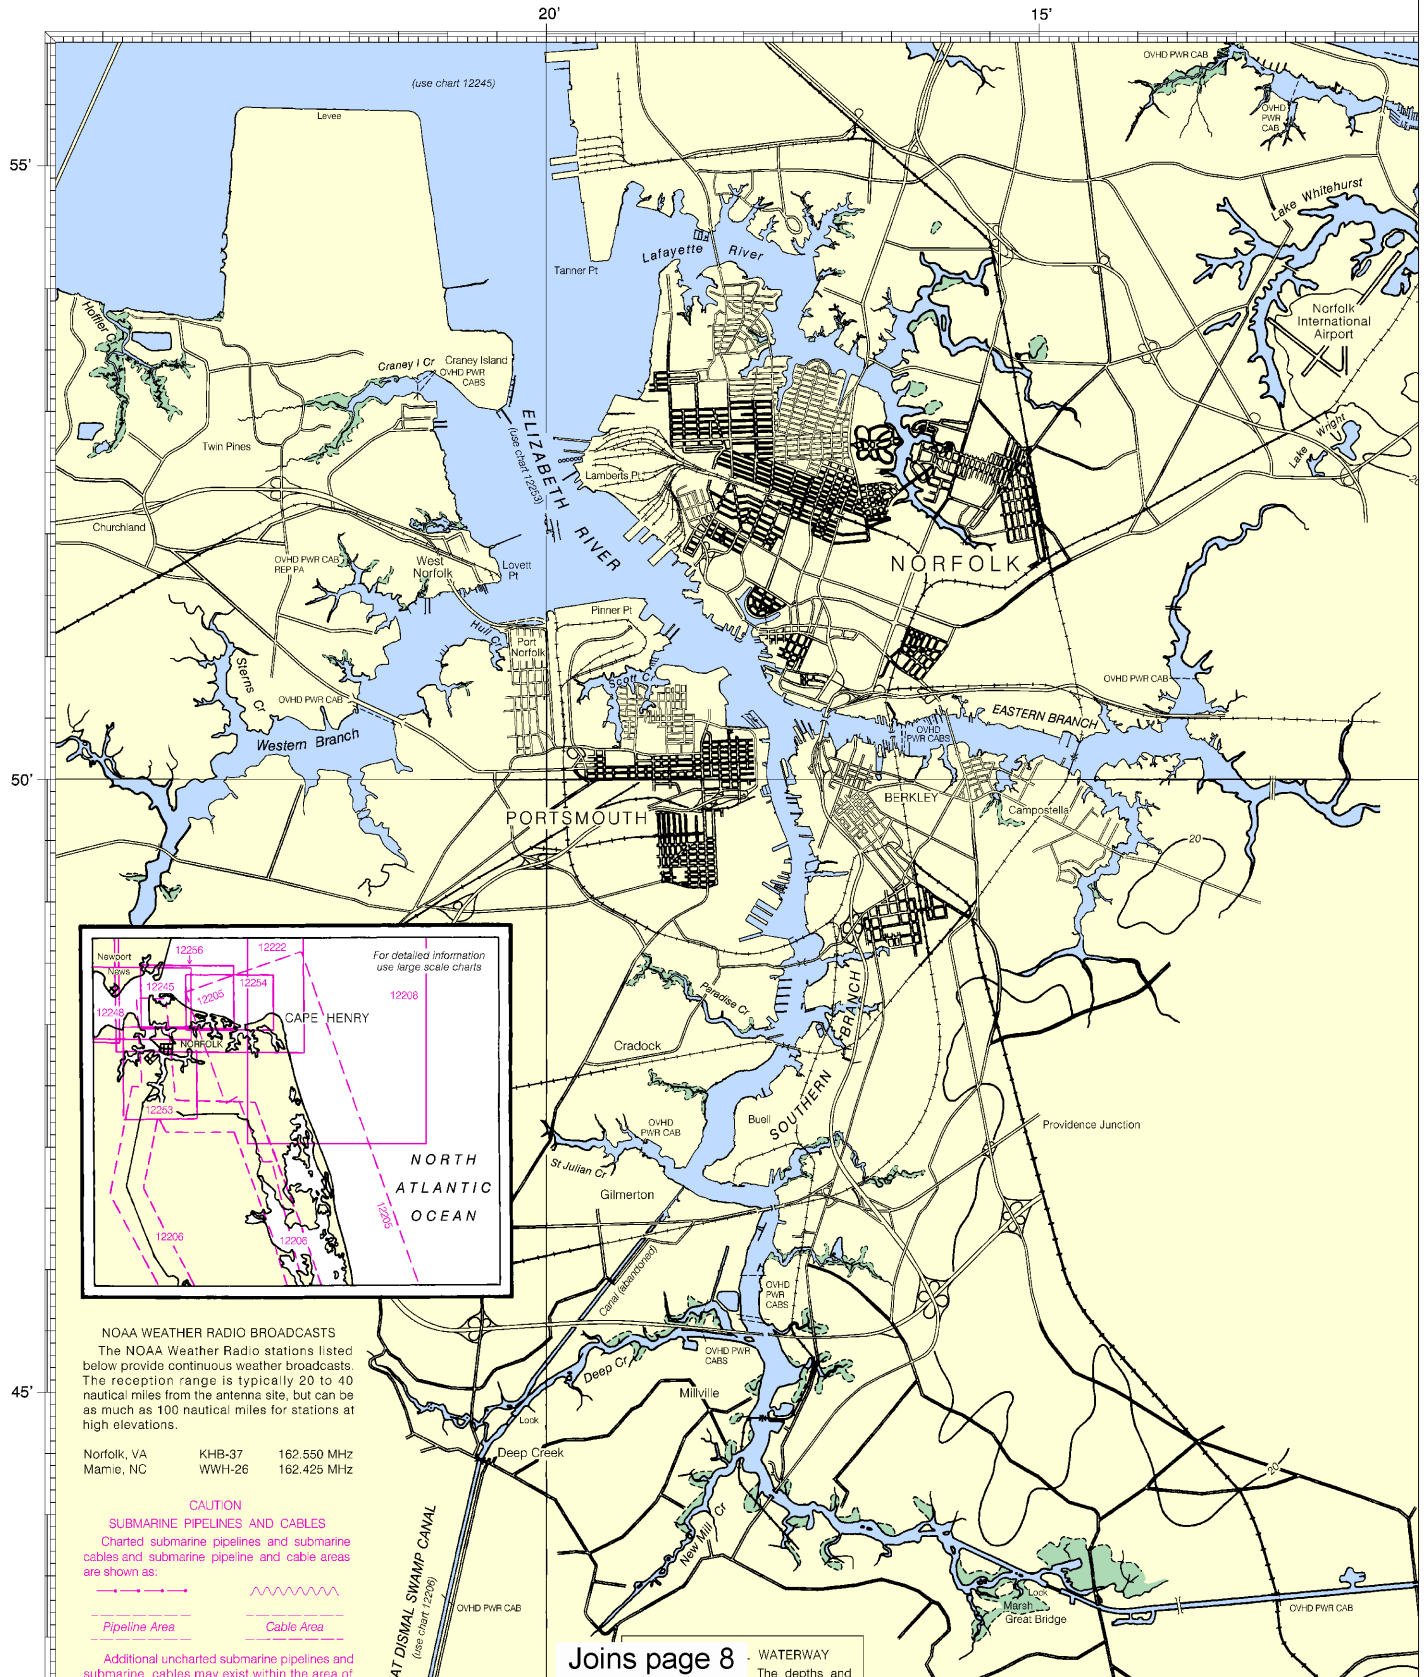 20'
15'
(use chart 12245)
OVHD PWR CAB
Levee
OVHD
PWR
CAB
55'
Lake Whitehurst
Lafayette River
Tanner Pt
Hoffler Cr
Norfolk
International
Airport
Craney I Cr
Craney Island
OVHD PWR
CABS
ELIZABETH RIVER
(use chart 12253)
Twin Pines
Lake Wright
Lamberts Pt
20
Churchland
OVHD PWR CAB
REP PA
West
Norfolk
Lovett
Pt
NORFOLK
Pinner Pt
Hull Cr
Port
Norfolk
Sterns Cr
Scott Cr
OVHD PWR CAB
OVHD PWR CAB
EASTERN BRANCH
OVHD
PWR CABS
Western Branch
50'
BERKLEY
Campostella
PORTSMOUTH
20
Newport
News
12256
12222
For detailed information
use large scale charts
12245
12205
12254
12208
12248
CAPE HENRY
NORFOLK
12253
NORTH
ATLANTIC
OCEAN
12205
12206
12206
Paradise Cr
SOUTHERN BRANCH
Cradock
Buell
OVHD
PWR CAB
Providence Junction
St Julian Cr
Gilmerton
Canal (abandoned)
OVHD
PWR
CABS
OVHD PWR
CABS
Deep Cr
Millville
45'
Lock
Deep Creek
New Mill Cr
20
NOAA WEATHER RADIO BROADCASTS
The NOAA Weather Radio stations listed
below provide continuous weather broadcasts.
The reception range is typically 20 to 40
nautical miles from the antenna site, but can be
as much as 100 nautical miles for stations at
high elevations.
Norfolk, VA KHB-37 162.550 MHz
Mamie, NC WWH-26 162.425 MHz
CAUTION
SUBMARINE PIPELINES AND CABLES
Charted submarine pipelines and submarine
cables and submarine pipeline and cable areas
are shown as:
Pipeline Area Cable Area
Additional uncharted submarine pipelines and
submarine cables may exist within the area of
AT DISMAL SWAMP CANAL
(use chart 12206)
OVHD PWR CAB
Lock
Marsh
Great Bridge
OVHD PWR CAB
Joins page 8
WATERWAY
The depths and